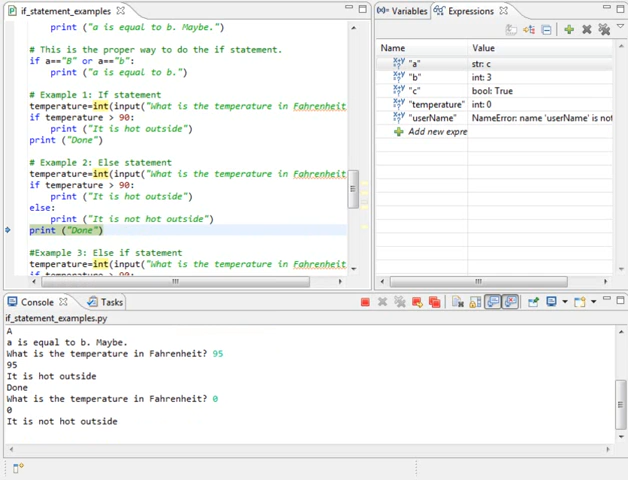 if_statement_examples
print ("a is equal to b. Maybe.")
# This is the proper way to do the if statement.
if a=="B" or a=="b":
print ("a is equal to b.")
# Example 1: If statement
temperature=int(input("What is the temperature in Fahrenheit
if temperature > 90:
print ("It is hot outside")
print ("Done")
# Example 2: Else statement
temperature=int(input("What is the temperature in Fahrenheit
if temperature > 90:
print ("It is hot outside")
else:
print ("It is not hot outside")
print ("Done")
#Example 3: Else if statement
temperature=int(input("What is the temperature in Fahrenheit
if temperature > 90:
Variables Expressions
Name Value
"a" str: c
"b" int: 3
"c" bool: True
"temperature" int: 0
"userName" NameError: name 'userName' is not
Add new expre
Console Tasks
if_statement_examples.py
A
a is equal to b. Maybe.
What is the temperature in Fahrenheit? 95
95
It is hot outside
Done
What is the temperature in Fahrenheit? 0
0
It is not hot outside